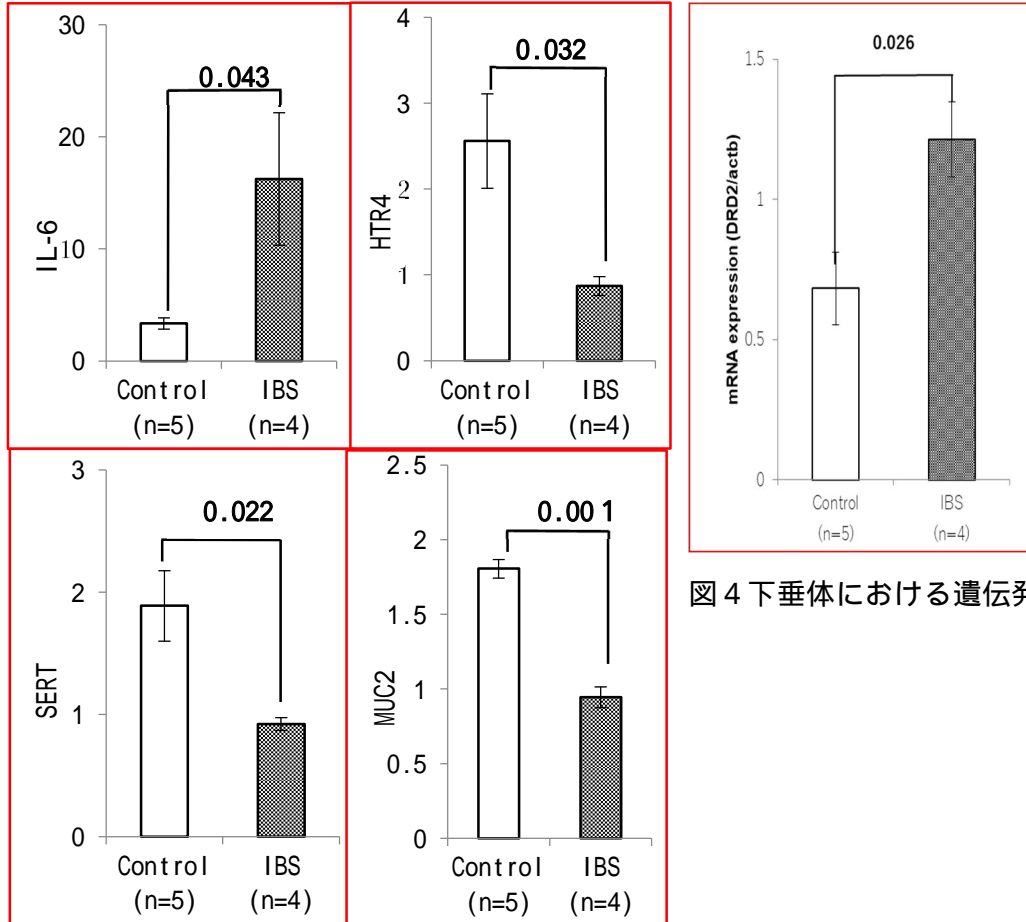 30
20
10
0
IL-6
0.043
Control
(n=5)
IBS
(n=4)
4
3
2
1
0
HTR4
0.032
Control
(n=5)
IBS
(n=4)
1.5
1
0.5
0
mRNA expression (DRD2/actb)
0.026
Control
(n=5)
IBS
(n=4)
図4下垂体における遺伝発
3
2
1
0
SERT
0.022
Control
(n=5)
IBS
(n=4)
2.5
2
1.5
1
0.5
0
MUC2
0.001
Control
(n=5)
IBS
(n=4)